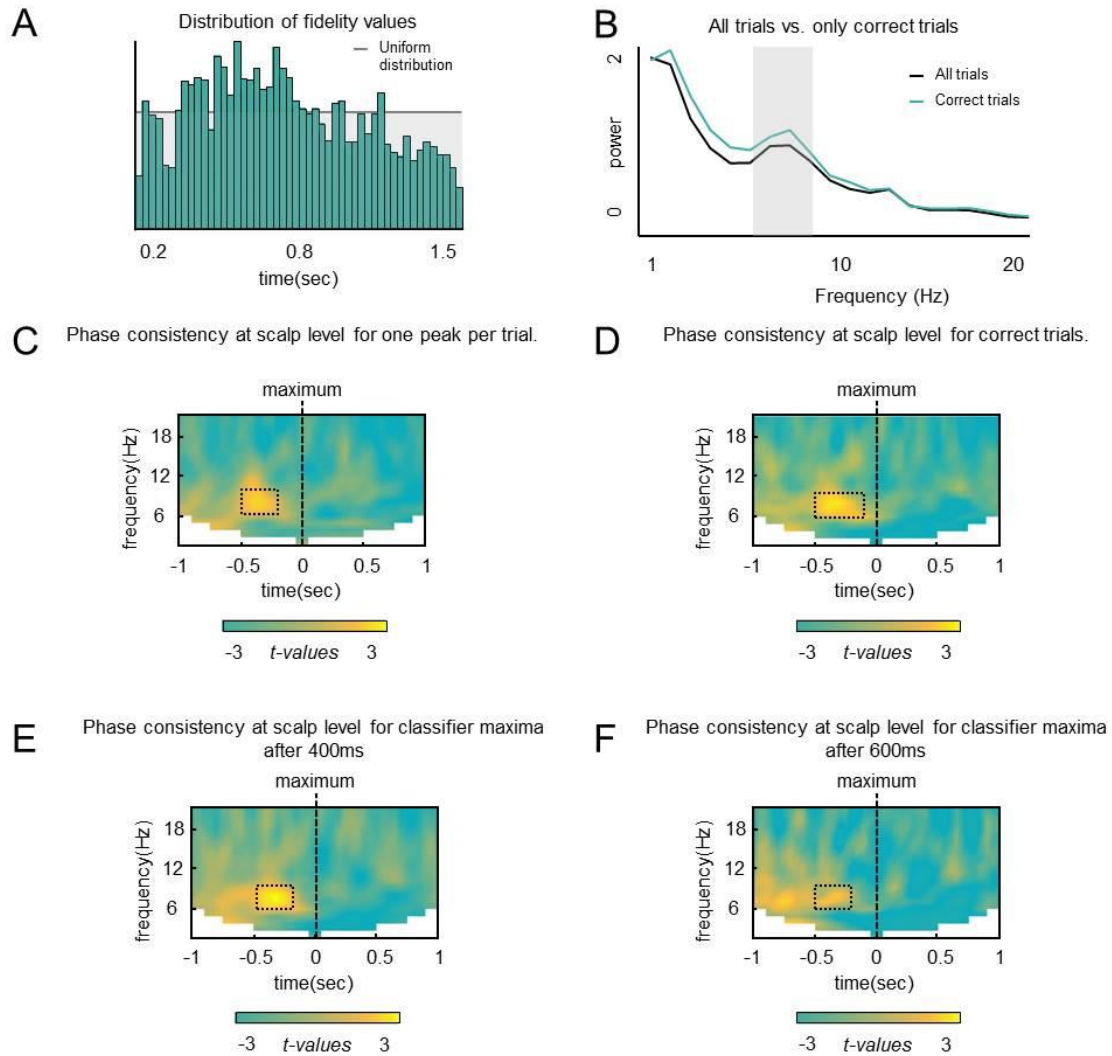 A
Distribution of fidelity values
Uniform
distribution
0.2
0.8
1.5
time(sec)
B
All trials vs. only correct trials
2
power
0
All trials
Correct trials
1
10
20
Frequency (Hz)
C
Phase consistency at scalp level for one peak per trial.
maximum
frequency(Hz)
18
12
6
-1
-0.5
0
0.5
1
time(sec)
-3 t-values 3
D
Phase consistency at scalp level for correct trials.
maximum
frequency(Hz)
18
12
6
-1
-0.5
0
0.5
1
time(sec)
-3 t-values 3
E
Phase consistency at scalp level for classifier maxima
after 400ms
maximum
frequency(Hz)
18
12
6
-1
-0.5
0
0.5
1
time(sec)
-3 t-values 3
F
Phase consistency at scalp level for classifier maxima
after 600ms
maximum
frequency(Hz)
18
12
6
-1
-0.5
0
0.5
1
time(sec)
-3 t-values 3